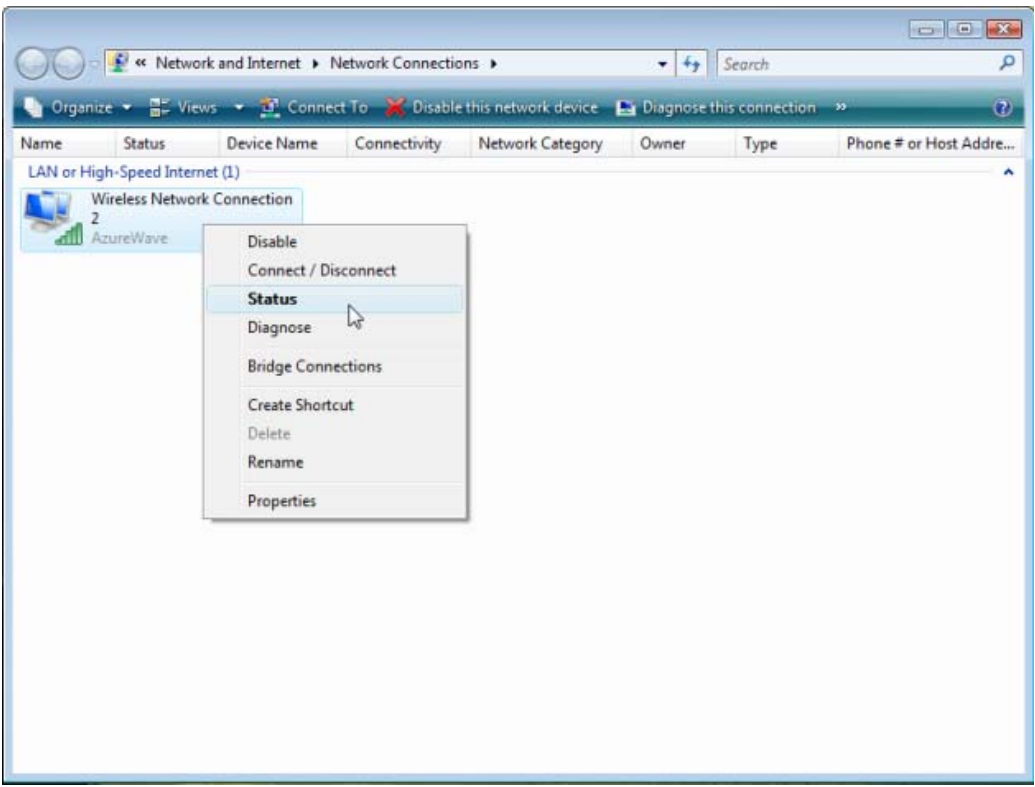 « Network and Internet Network Connections Search
Organize Views Connect To Disable this network device Diagnose this connection »
Name Status Device Name Connectivity Network Category Owner Type Phone # or Host Addre...
LAN or High-Speed Internet (1)
Wireless Network Connection
2
AzureWave
Disable
Connect / Disconnect
Status
Diagnose
Bridge Connections
Create Shortcut
Delete
Rename
Properties